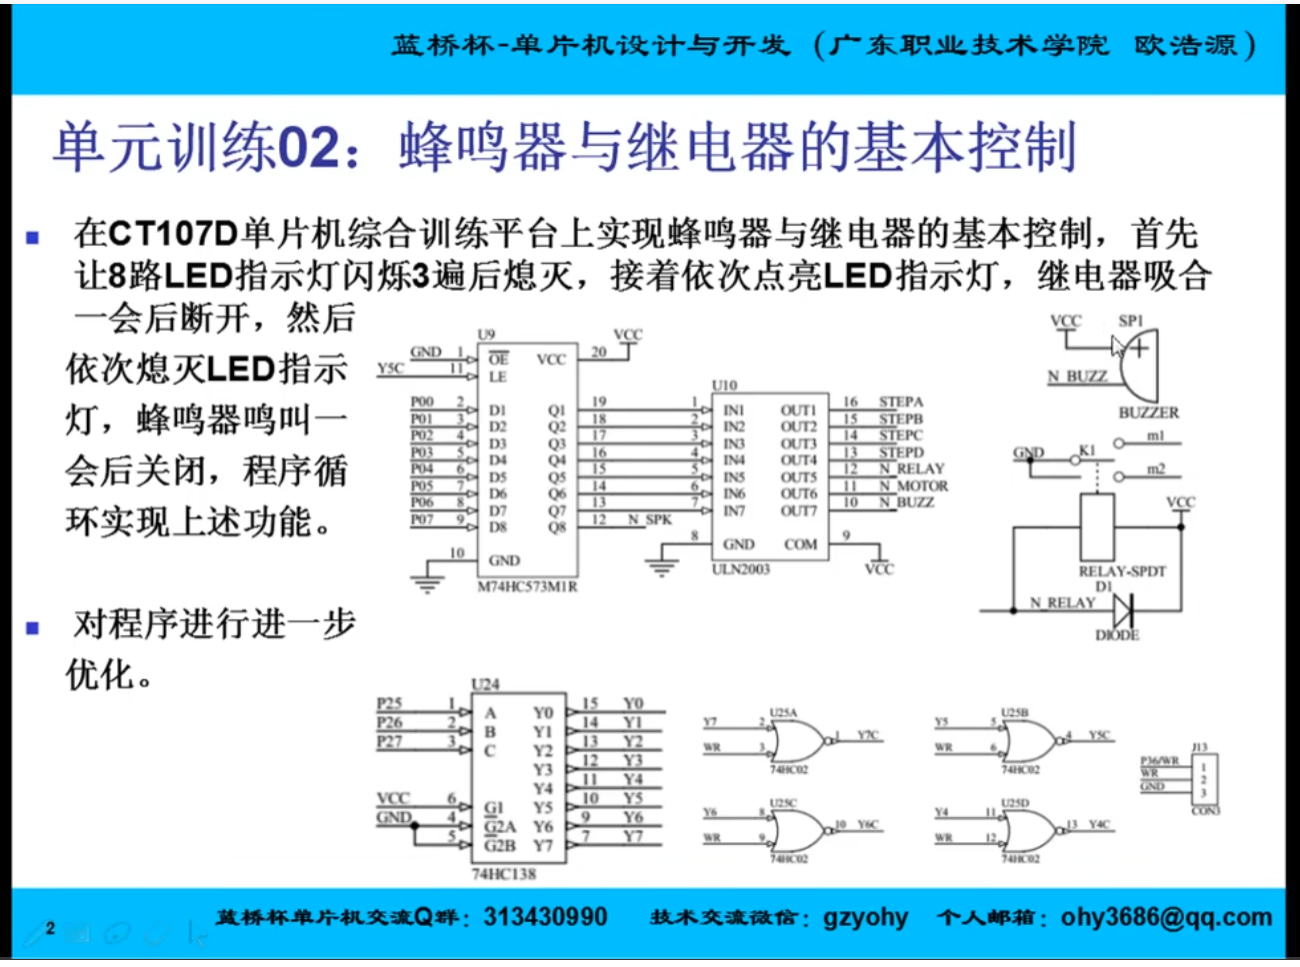 蓝桥杯-单片机设计与开发（广东职业技术学院 欧浩源）
单元训练02：蜂鸣器与继电器的基本控制
在CT107D单片机综合训练平台上实现蜂鸣器与继电器的基本控制，首先
让8路LED指示灯闪烁3遍后熄灭，接着依次点亮LED指示灯，继电器吸合
一会后断开，然后
依次熄灭LED指示
灯，蜂鸣器鸣叫一
会后关闭，程序循
环实现上述功能。
对程序进行进一步
优化。
U9
GND 1 OE VCC 20 VCC
Y5C 11 LE
P00 2 D1 Q1 19
P01 3 D2 Q2 18
P02 4 D3 Q3 17
P03 5 D4 Q4 16
P04 6 D5 Q5 15
P05 7 D6 Q6 14
P06 8 D7 Q7 13
P07 9 D8 Q8 12 N_SPK
10 GND
M74HC573M1R
U10
1 IN1 OUT1 16 STEPA
2 IN2 OUT2 15 STEPB
3 IN3 OUT3 14 STEPC
4 IN4 OUT4 13 STEPD
5 IN5 OUT5 12 N_RELAY
6 IN6 OUT6 11 N_MOTOR
7 IN7 OUT7 10 N_BUZZ
8 GND COM 9
ULN2003 VCC
VCC SP1
+
N_BUZZ
BUZZER
m1
GND K1
m2
VCC
RELAY-SPDT
D1
N_RELAY
DIODE
U24
P25 1 A Y0 15 Y0
P26 2 B Y1 14 Y1
P27 3 C Y2 13 Y2
Y3 12 Y3
Y4 11 Y4
VCC 6 G1 Y5 10 Y5
GND 4 G2A Y6 9 Y6
5 G2B Y7 7 Y7
74HC138
U25A
Y7 2 1 Y7C
WR 3
74HC02
U25B
Y5 5 4 Y5C
WR 6
74HC02
U25C
Y6 8 10 Y6C
WR 9
74HC02
U25D
Y4 11 13 Y4C
WR 12
74HC02
J13
P36/WR 1
WR 2
GND 3
CON3
2
蓝桥杯单片机交流Q群：313430990 技术交流微信：gzyohy 个人邮箱：ohy3686@qq.com